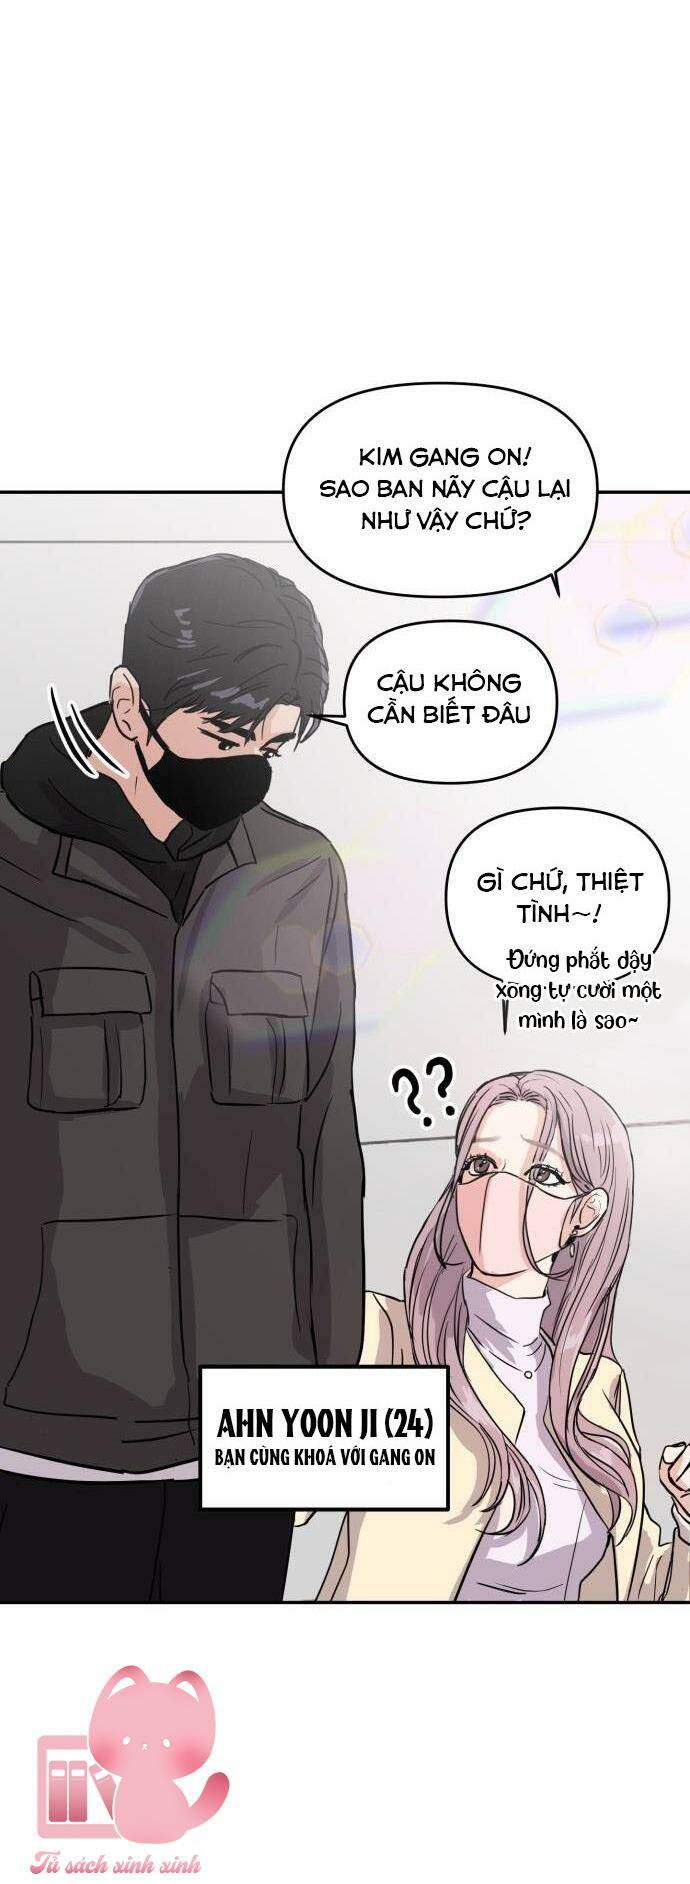 KIM GANG ON!
SAO BAN NÃY CẬU LẠI
NHƯ VẬY CHỨ?
CẬU KHÔNG
CẦN BIẾT ĐÂU
GÌ CHỨ, THIỆT
TÌNH~!
Đứng phắt dậy
xong tự cười một
mình là sao~
??
AHN YOON JI (24)
BẠN CÙNG KHOÁ VỚI GANG ON
Tủ sách xinh xinh